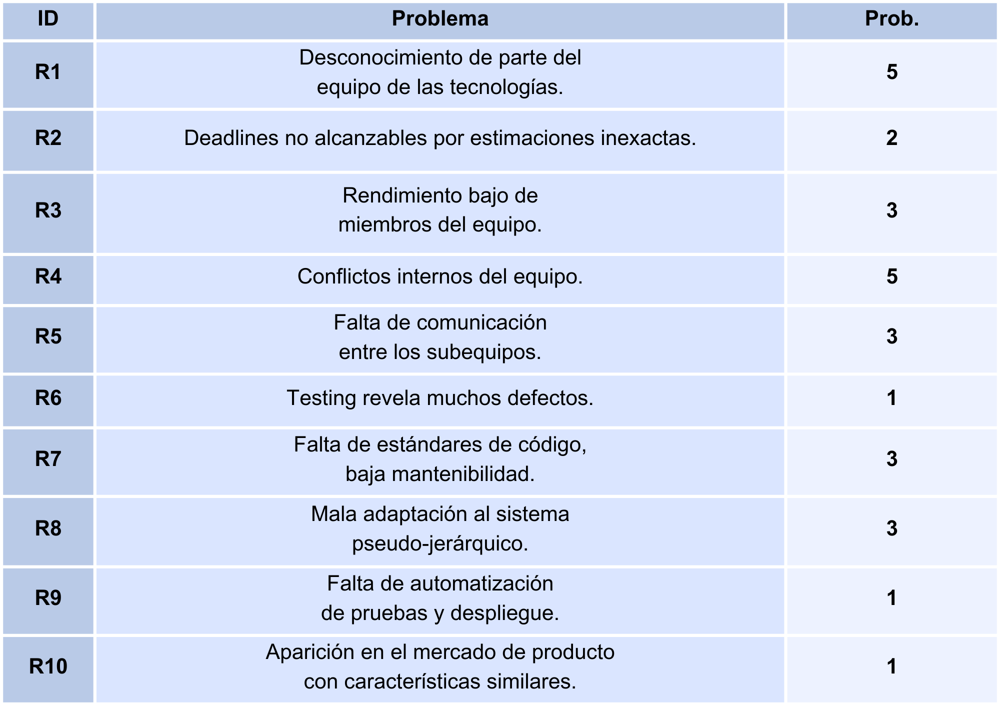 ID Problema Prob.
R1 Desconocimiento de parte del
equipo de las tecnologías. 5
R2 Deadlines no alcanzables por estimaciones inexactas. 2
R3 Rendimiento bajo de
miembros del equipo. 3
R4 Conflictos internos del equipo. 5
R5 Falta de comunicación
entre los subequipos. 3
R6 Testing revela muchos defectos. 1
R7 Falta de estándares de código,
baja mantenibilidad. 3
R8 Mala adaptación al sistema
pseudo-jerárquico. 3
R9 Falta de automatización
de pruebas y despliegue. 1
R10 Aparición en el mercado de producto
con características similares. 1